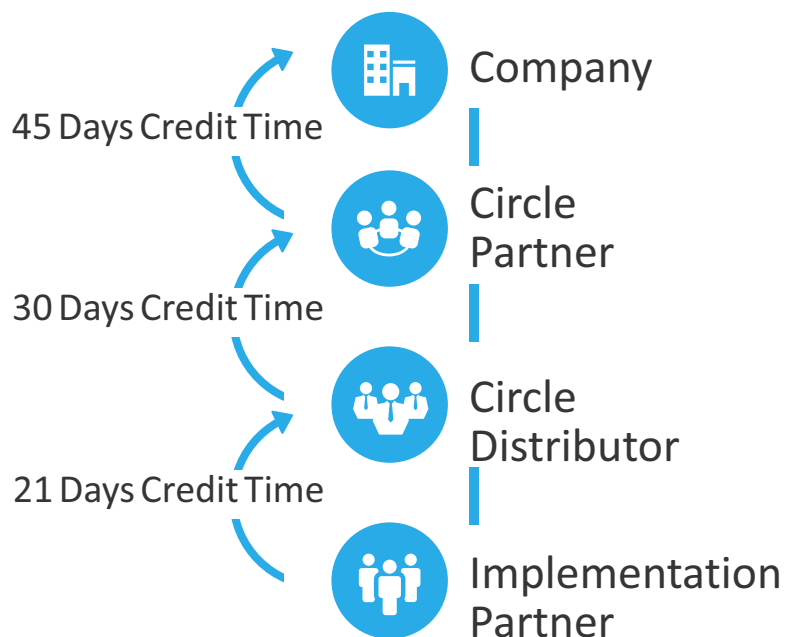 Company
45 Days Credit Time
Circle
Partner
30 Days Credit Time
Circle
Distributor
21 Days Credit Time
Implementation
Partner